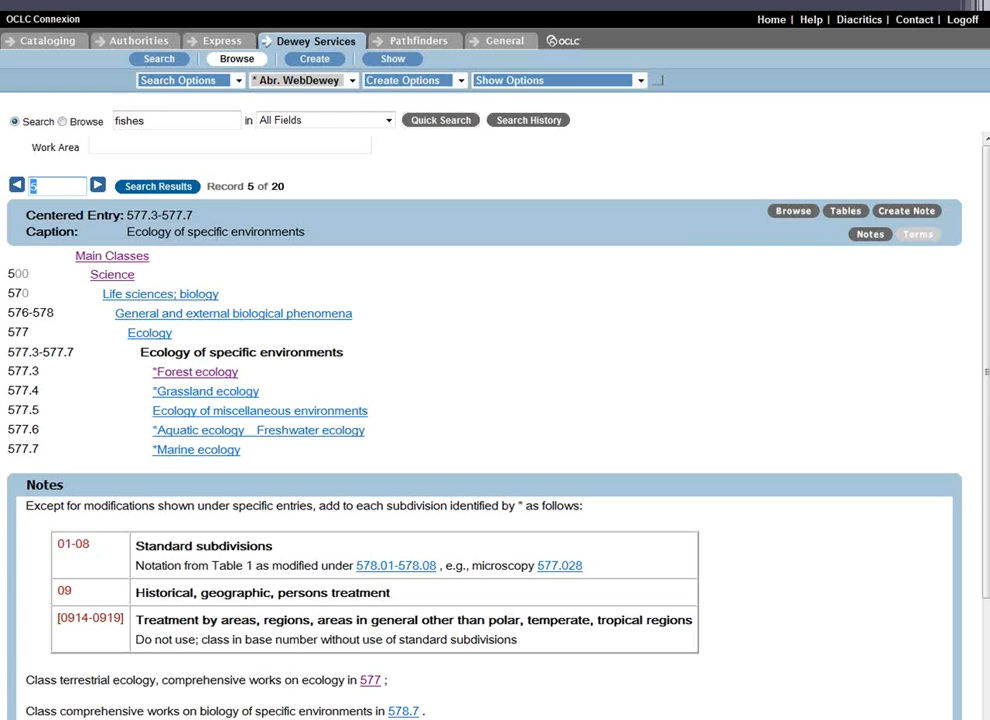 OCLC Connexion
Home | Help | Diacritics | Contact | Logoff
Cataloging Authorities Express Dewey Services Pathfinders General OCLC
Search Browse Create Show
Search Options * Abr. WebDewey Create Options Show Options
Search Browse fishes in All Fields Quick Search Search History
Work Area
5 Search Results Record 5 of 20
Centered Entry: 577.3-577.7 Browse Tables Create Note
Caption: Ecology of specific environments Notes Terms
Main Classes
500 Science
570 Life sciences; biology
576-578 General and external biological phenomena
577 Ecology
577.3-577.7 Ecology of specific environments
577.3 *Forest ecology
577.4 *Grassland ecology
577.5 Ecology of miscellaneous environments
577.6 *Aquatic ecology Freshwater ecology
577.7 *Marine ecology
Notes
Except for modifications shown under specific entries, add to each subdivision identified by * as follows:
01-08 Standard subdivisions
Notation from Table 1 as modified under 578.01-578.08 , e.g., microscopy 577.028
09 Historical, geographic, persons treatment
[0914-0919] Treatment by areas, regions, areas in general other than polar, temperate, tropical regions
Do not use; class in base number without use of standard subdivisions
Class terrestrial ecology, comprehensive works on ecology in 577 ;
Class comprehensive works on biology of specific environments in 578.7 .